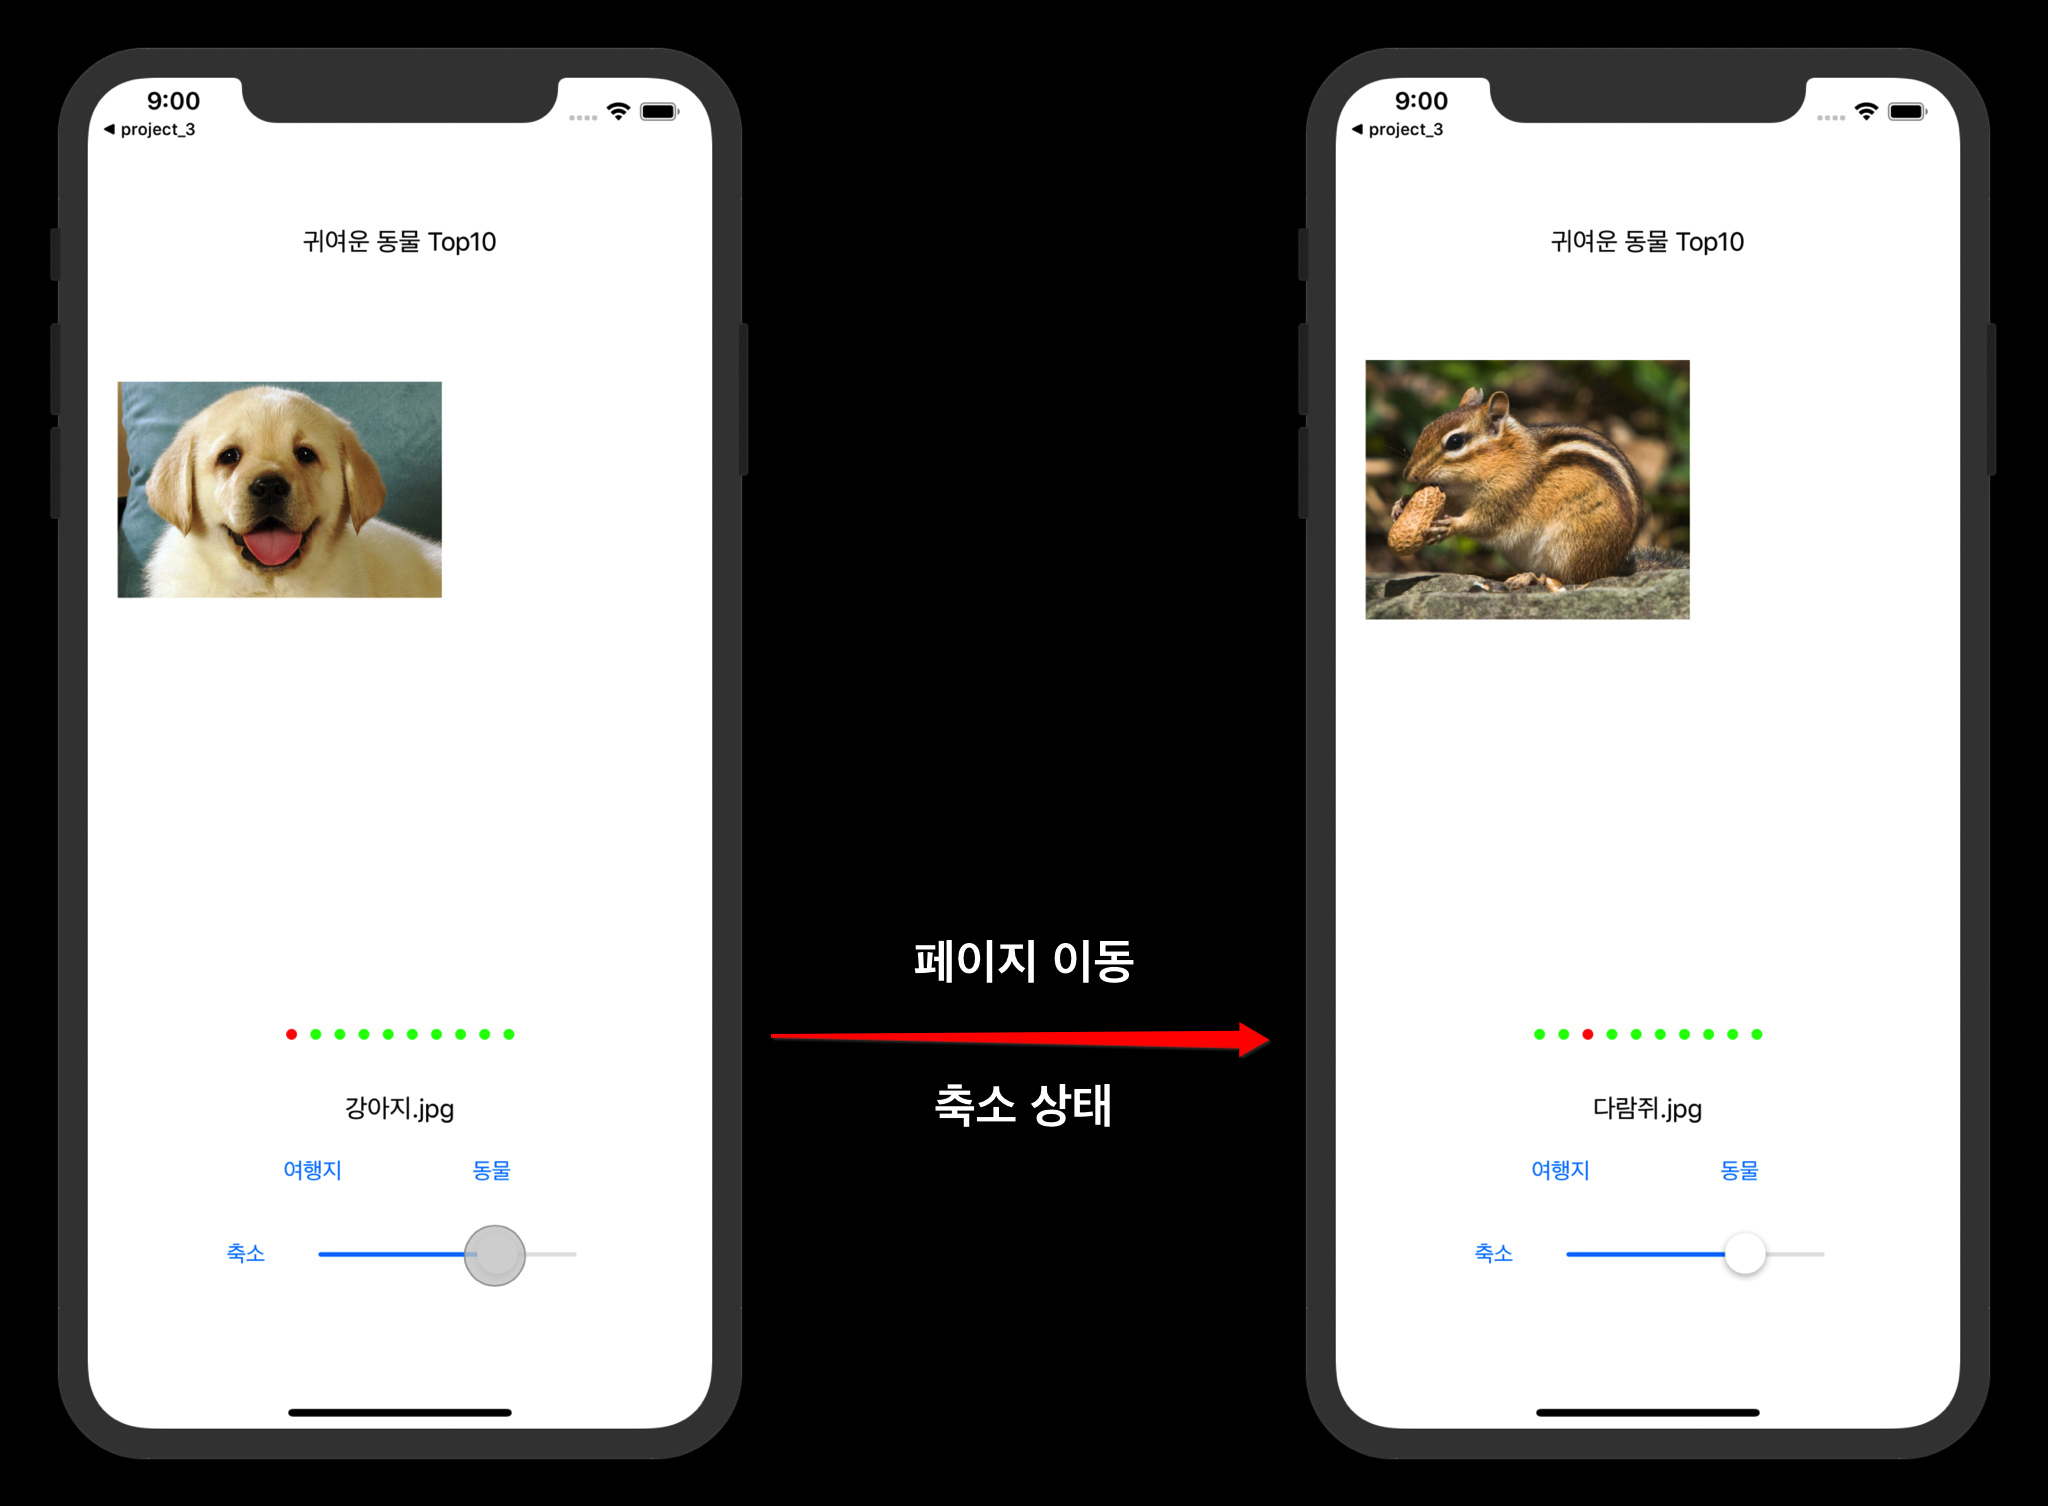 9:00
◀ project_3
귀여운 동물 Top10
강아지.jpg
여행지 동물
축소
페이지 이동
축소 상태
9:00
◀ project_3
귀여운 동물 Top10
다람쥐.jpg
여행지 동물
축소